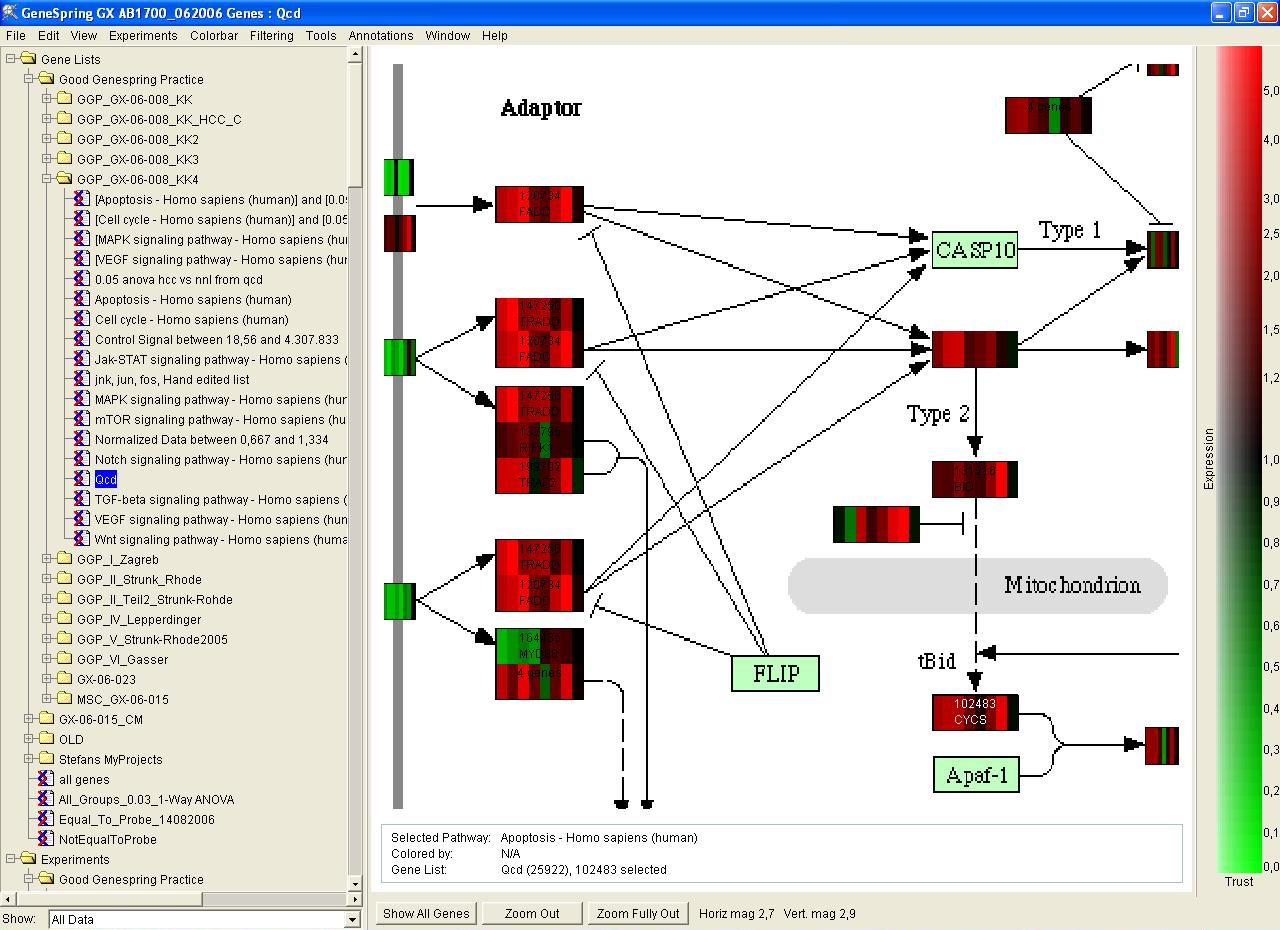 GeneSpring GX AB1700_062006 Genes : Qcd
File Edit View Experiments Colorbar Filtering Tools Annotations Window Help
Gene Lists
Good Genespring Practice
GGP_GX-06-008_KK
GGP_GX-06-008_KK_HCC_C
GGP_GX-06-008_KK2
GGP_GX-06-008_KK3
GGP_GX-06-008_KK4
[Apoptosis - Homo sapiens (human)] and [0.0
[Cell cycle - Homo sapiens (human)] and [0.05
[MAPK signaling pathway - Homo sapiens (hu
[VEGF signaling pathway - Homo sapiens (hu
0.05 anova hcc vs nnl from qcd
Apoptosis - Homo sapiens (human)
Cell cycle - Homo sapiens (human)
Control Signal between 18,56 and 4.307.833
Jak-STAT signaling pathway - Homo sapiens (
jnk, jun, fos, Hand edited list
MAPK signaling pathway - Homo sapiens (hur
mTOR signaling pathway - Homo sapiens (hu
Normalized Data between 0,667 and 1,334
Notch signaling pathway - Homo sapiens (hu
Qcd
TGF-beta signaling pathway - Homo sapiens (
VEGF signaling pathway - Homo sapiens (hun
Wnt signaling pathway - Homo sapiens (huma
GGP_I_Zagreb
GGP_II_Strunk_Rhode
GGP_II_Teil2_Strunk-Rohde
GGP_IV_Lepperdinger
GGP_V_Strunk-Rhode2005
GGP_VI_Gasser
GX-06-023
MSC_GX-06-015
GX-06-015_CM
OLD
Stefans MyProjects
all genes
All_Groups_0.03_1-Way ANOVA
Equal_To_Probe_14082006
NotEqualToProbe
Experiments
Good Genespring Practice
Show: All Data
Adaptor
4 genes
120734
FADD
CASP10
Type 1
147250
TRADD
120734
FADD
147250
TRADD
Type 2
BID
147250
TRADD
120734
FADD
Mitochondrion
4 genes
FLIP
tBid
102483
CYCS
Apaf-1
Selected Pathway: Apoptosis - Homo sapiens (human)
Colored by: N/A
Gene List: Qcd (25922), 102483 selected
Show All Genes Zoom Out Zoom Fully Out Horiz mag 2,7 Vert. mag 2,9
5,0
4,0
3,0
2,5
2,0
1,5
1,2
1,0
0,9
0,8
0,7
0,6
0,5
0,4
0,3
0,2
0,1
0,0
Expression
Trust